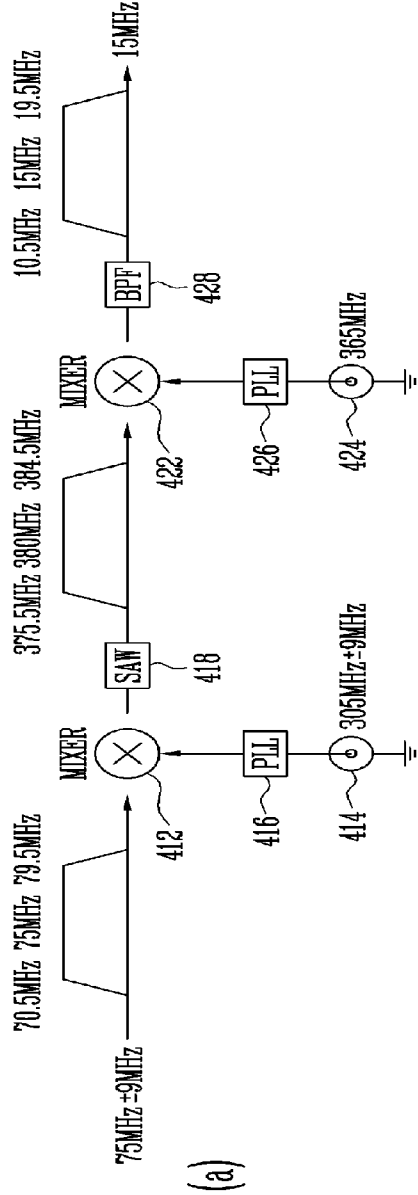 (a)
75MHz±9MHz
70.5MHz 75MHz 79.5MHz
MIXER
412
PLL
416
305MHz±9MHz
414
SAW
418
375.5MHz 380MHz 384.5MHz
MIXER
422
PLL
426
365MHz
424
BPF
428
10.5MHz 15MHz 19.5MHz
15MHz